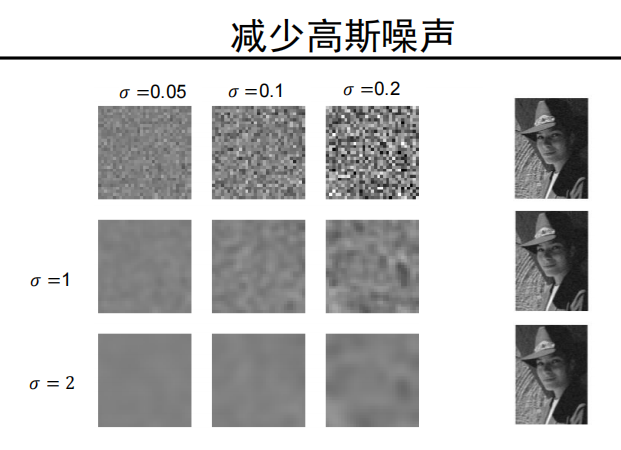 减少高斯噪声
σ =0.05 σ =0.1 σ =0.2
σ =1
σ = 2